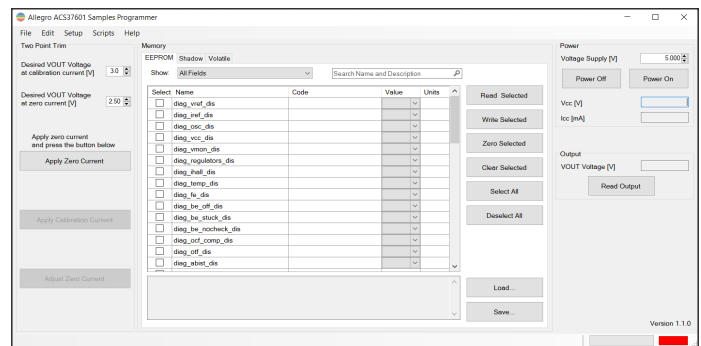 Allegro ACS37601 Samples Programmer
File Edit Setup Scripts Help
Two Point Trim
Desired VOUT Voltage
at calibration current [V] 3.0
Desired VOUT Voltage
at zero current [V] 2.50
Apply zero current
and press the button below
Apply Zero Current
Apply Calibration Current
Adjust Zero Current
Memory
EEPROM Shadow Volatile
Show: All Fields Search Name and Description
Select Name Code Value Units
diag_vref_dis
diag_iref_dis
diag_osc_dis
diag_vcc_dis
diag_vmon_dis
diag_regulators_dis
diag_ihall_dis
diag_temp_dis
diag_fe_dis
diag_be_off_dis
diag_be_stuck_dis
diag_be_nocheck_dis
diag_ocf_comp_dis
diag_otf_dis
diag_abist_dis
Read Selected
Write Selected
Zero Selected
Clear Selected
Select All
Deselect All
Load...
Save...
Power
Voltage Supply [V] 5.000
Power Off Power On
Vcc [V]
Icc [mA]
Output
VOUT Voltage [V]
Read Output
Version 1.1.0